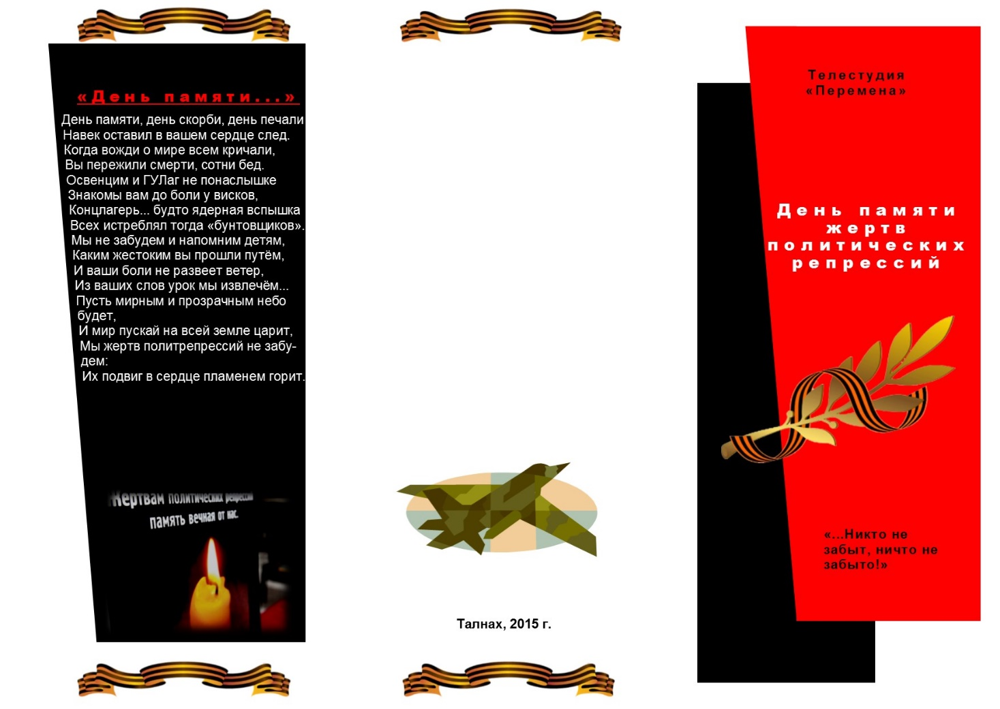 «День памяти...»
День памяти, день скорби, день печали
Навек оставил в вашем сердце след.
Когда вожди о мире всем кричали,
Вы пережили смерти, сотни бед.
Освенцим и ГУЛаг не понаслышке
Знакомы вам до боли у висков,
Концлагерь... будто ядерная вспышка
Всех истреблял тогда «бунтовщиков».
Мы не забудем и напомним детям,
Каким жестоким вы прошли путём,
И ваши боли не развеет ветер,
Из ваших слов урок мы извлечём...
Пусть мирным и прозрачным небо
будет,
И мир пускай на всей земле царит,
Мы жертв политрепрессий не забу-
дем:
Их подвиг в сердце пламенем горит.
Жертвам политических репрессий
память вечная от нас.
Талнах, 2015 г.
Телестудия
«Перемена»
День памяти
жертв
политических
репрессий
«...Никто не
забыт, ничто не
забыто!»